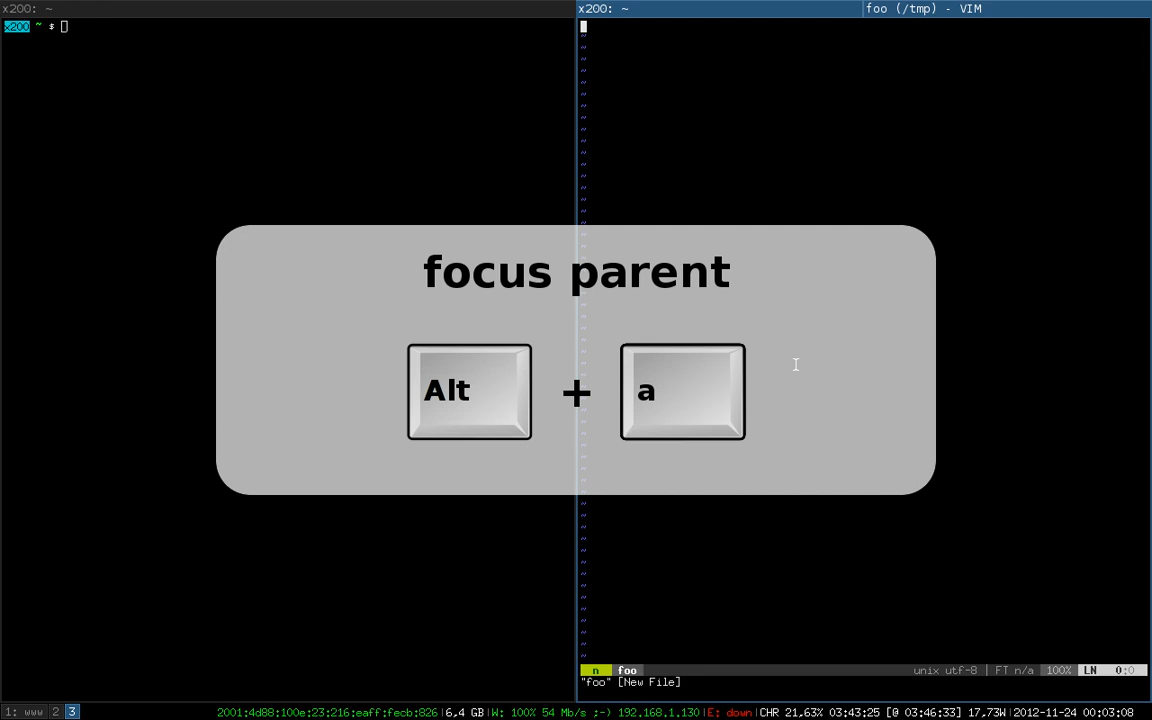 x200: ~
x200: ~
foo (/tmp) - VIM
x200 ~ $
focus parent
Alt + a
n foo unix utf-8 | FT n/a 100% LN 0:0
"foo" [New File]
1: www 2 3
2001:4d88:100e:23:216:eaff:fecb:826|6,4 GB|W: 100% 54 Mb/s ;-) 192.168.1.130|E: down|CHR 21,63% 03:43:25 [@ 03:46:33] 17,73W|2012-11-24 00:03:08